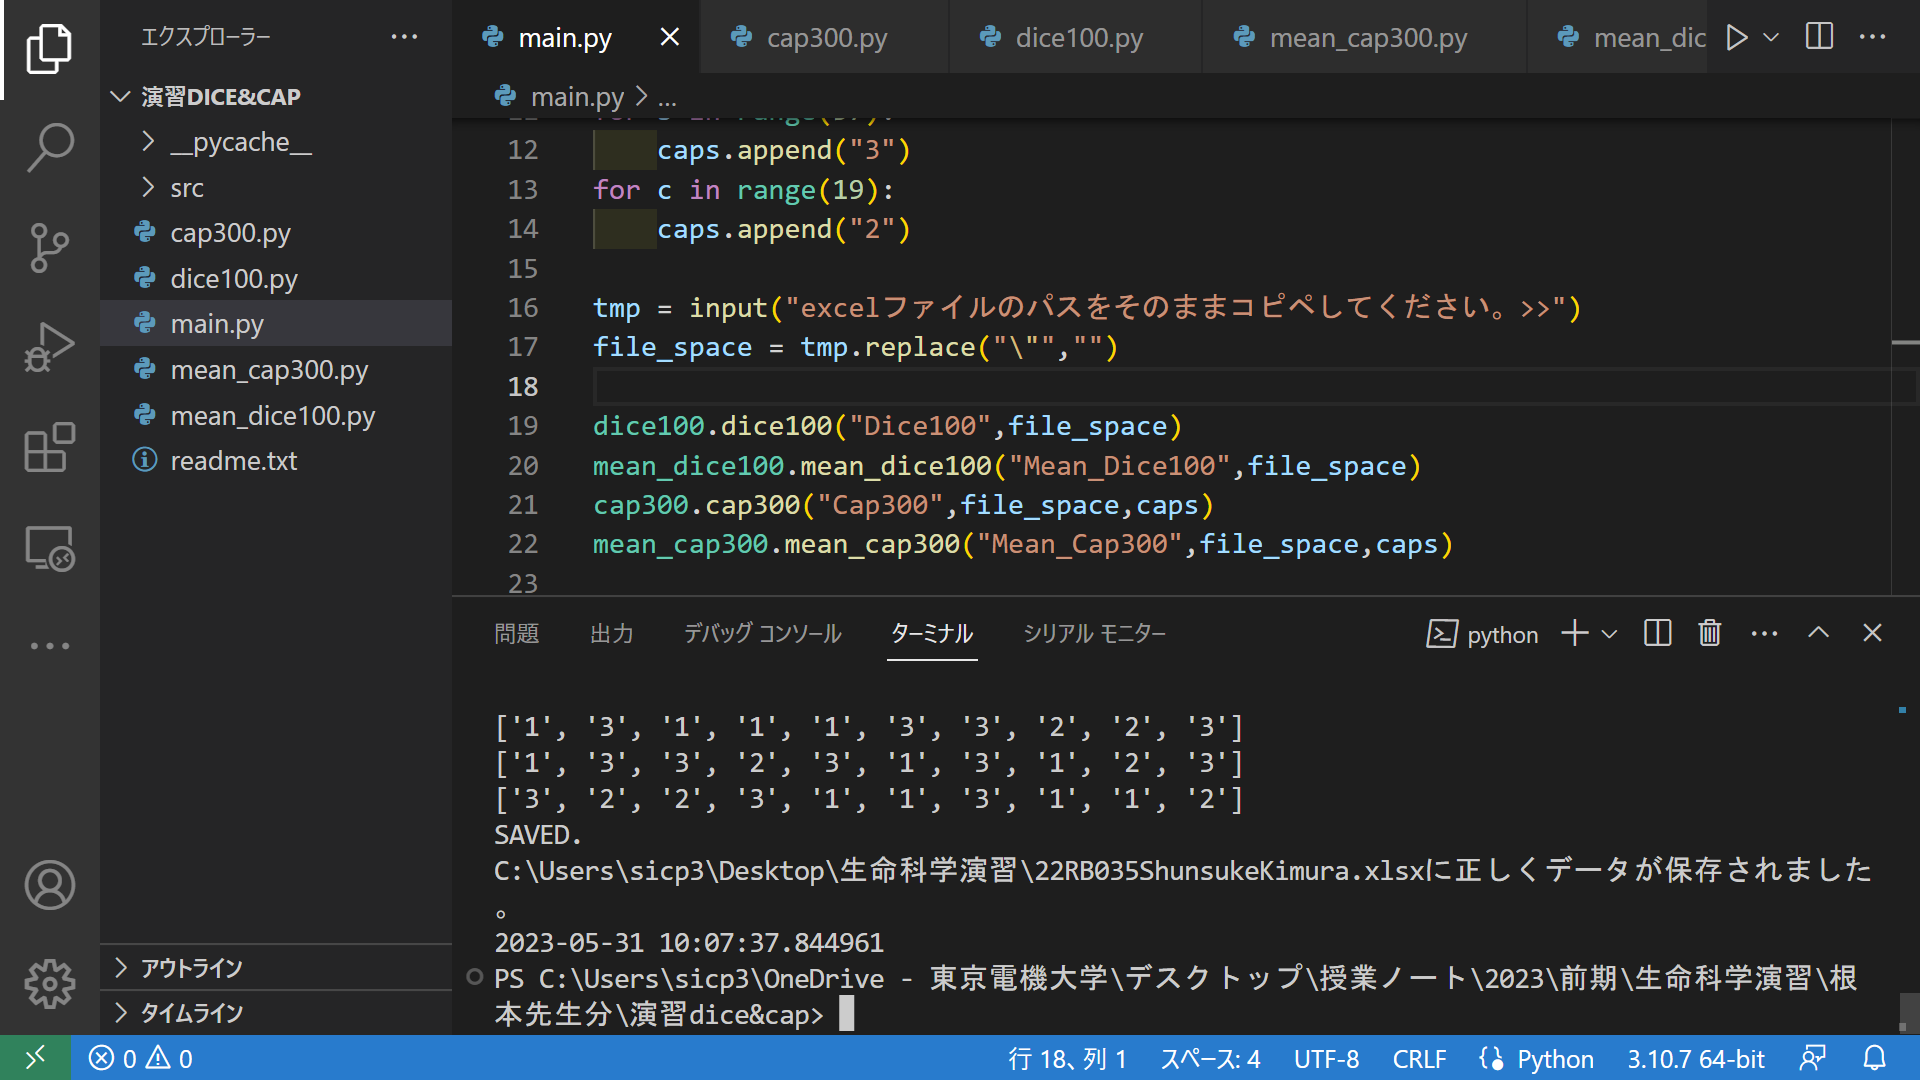 エクスプローラー
main.py
cap300.py
dice100.py
mean_cap300.py
mean_dic
演習DICE&CAP
__pycache__
src
cap300.py
dice100.py
main.py
mean_cap300.py
mean_dice100.py
readme.txt
アウトライン
タイムライン
main.py > ...
12 caps.append("3")
13 for c in range(19):
14 caps.append("2")
15
16 tmp = input("excelファイルのパスをそのままコピペしてください。>>")
17 file_space = tmp.replace("\"","")
18
19 dice100.dice100("Dice100",file_space)
20 mean_dice100.mean_dice100("Mean_Dice100",file_space)
21 cap300.cap300("Cap300",file_space,caps)
22 mean_cap300.mean_cap300("Mean_Cap300",file_space,caps)
23
問題 出力 デバッグ コンソール ターミナル シリアル モニター
python
['1', '3', '1', '1', '1', '3', '3', '2', '2', '3']
['1', '3', '3', '2', '3', '1', '3', '1', '2', '3']
['3', '2', '2', '3', '1', '1', '3', '1', '1', '2']
SAVED.
C:\Users\sicp3\Desktop\生命科学演習\22RB035ShunsukeKimura.xlsxに正しくデータが保存されました
。
2023-05-31 10:07:37.844961
PS C:\Users\sicp3\OneDrive - 東京電機大学\デスクトップ\授業ノート\2023\前期\生命科学演習\根
本先生分\演習dice&cap>
0 0
行 18、列 1 スペース: 4 UTF-8 CRLF Python 3.10.7 64-bit